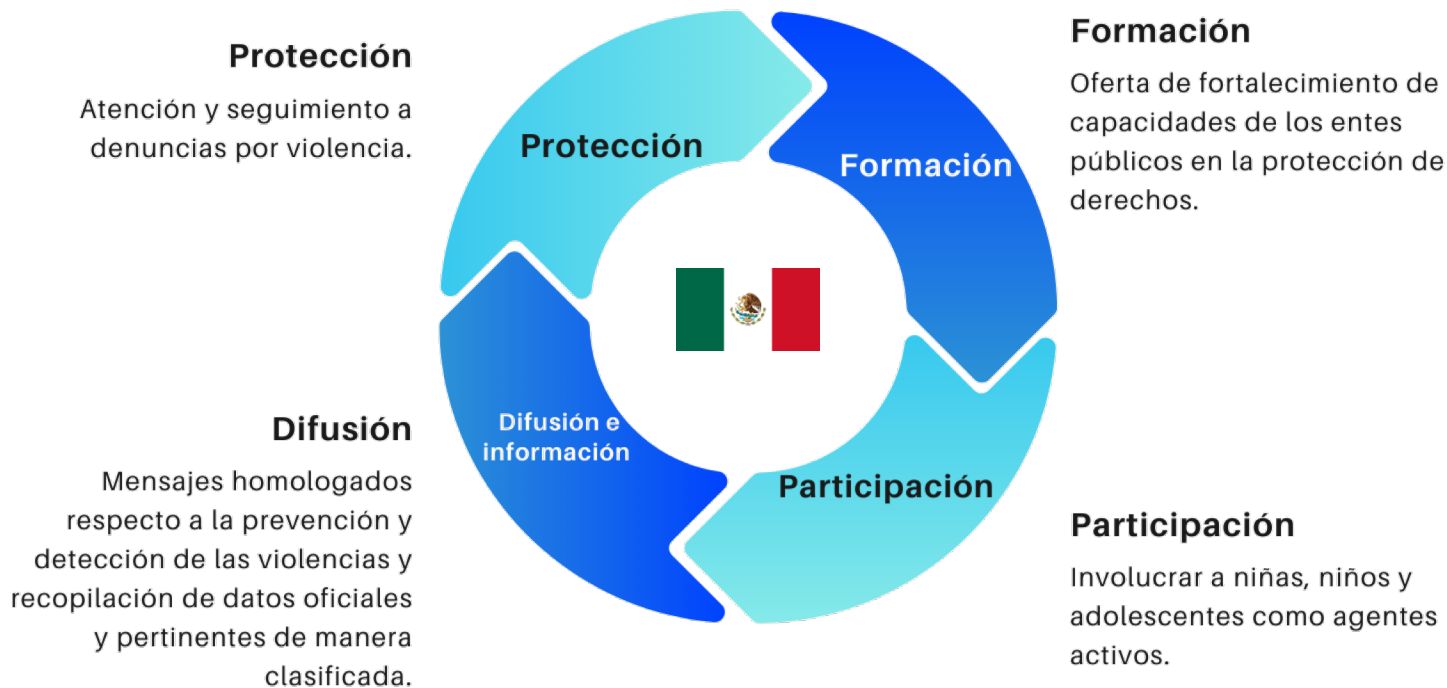 Protección
Atención y seguimiento a
denuncias por violencia.
Formación
Oferta de fortalecimiento de
capacidades de los entes
públicos en la protección de
derechos.
Protección
Formación
Difusión e
información
Participación
Difusión
Mensajes homologados
respecto a la prevención y
detección de las violencias y
recopilación de datos oficiales
y pertinentes de manera
clasificada.
Participación
Involucrar a niñas, niños y
adolescentes como agentes
activos.